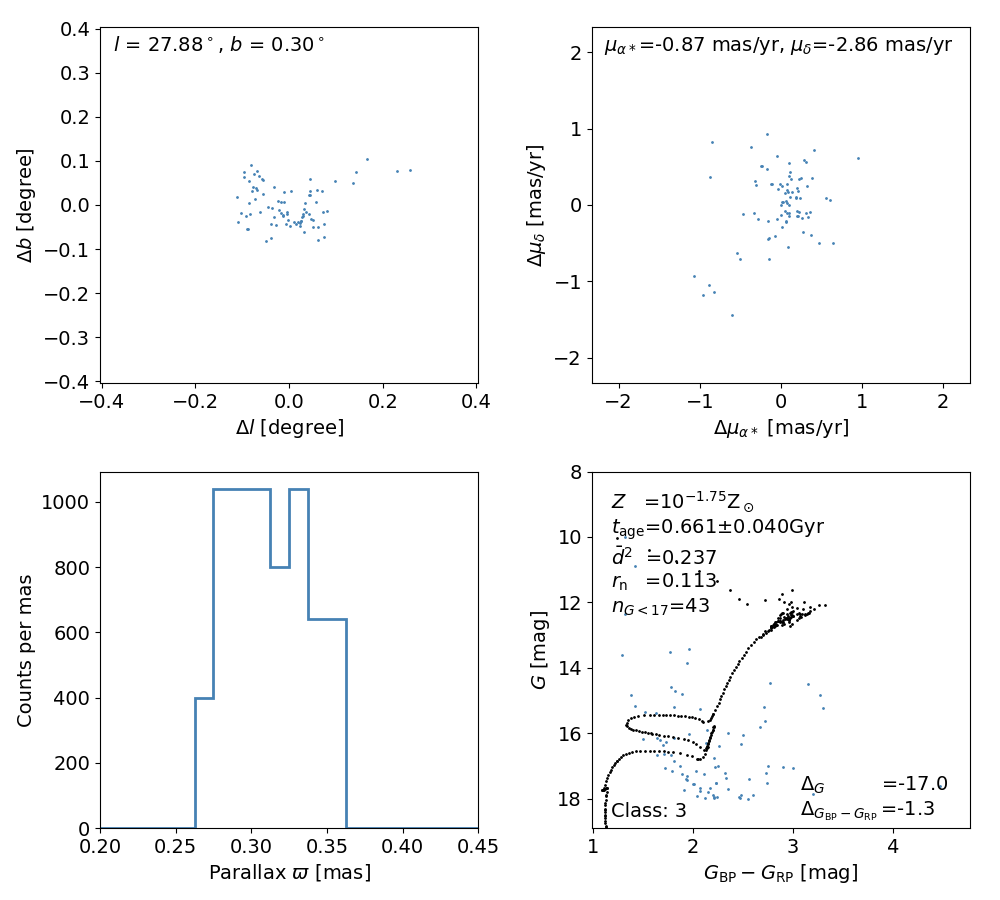 l = 27.88°, b = 0.30°
0.4
0.3
0.2
0.1
0.0
−0.1
−0.2
−0.3
−0.4
−0.4 −0.2 0.0 0.2 0.4
Δb [degree]
Δl [degree]
μα*=-0.87 mas/yr, μδ=-2.86 mas/yr
2
1
0
−1
−2
−2 −1 0 1 2
Δμδ [mas/yr]
Δμα* [mas/yr]
1000
800
600
400
200
0
0.20 0.25 0.30 0.35 0.40 0.45
Counts per mas
Parallax ϖ [mas]
8
10
12
14
16
18
1 2 3 4
G [mag]
GBP − GRP [mag]
Z =10^−1.75Z⊙
tage=0.661±0.040Gyr
d̄² =0.237
rn =0.113
nG<17=43
ΔG =-17.0
ΔGBP−GRP=-1.3
Class: 3